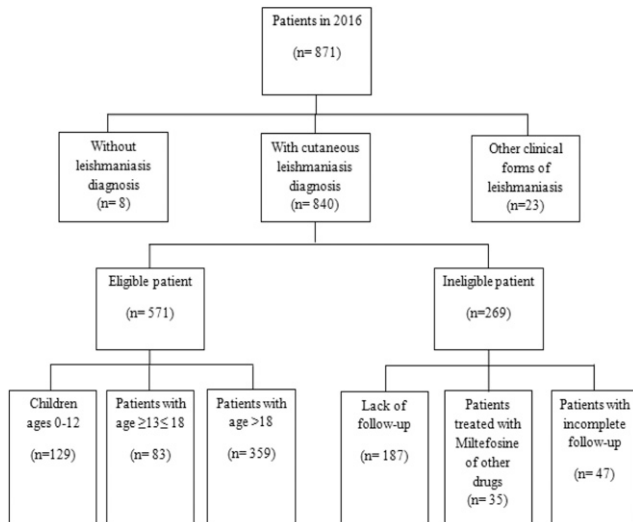 Patients in 2016
(n= 871)
Without
leishmaniasis
diagnosis
(n= 8)
With cutaneous
leishmaniasis
diagnosis
(n= 840)
Other clinical
forms of
leishmaniasis
(n=23)
Eligible patient
(n= 571)
Ineligible patient
(n=269)
Children
ages 0-12
(n=129)
Patients with
age ≥13≤ 18
(n= 83)
Patients with
age >18
(n= 359)
Lack of
follow-up
(n= 187)
Patients
treated with
Miltefosine
of other
drugs
(n= 35)
Patients with
incomplete
follow-up
(n= 47)